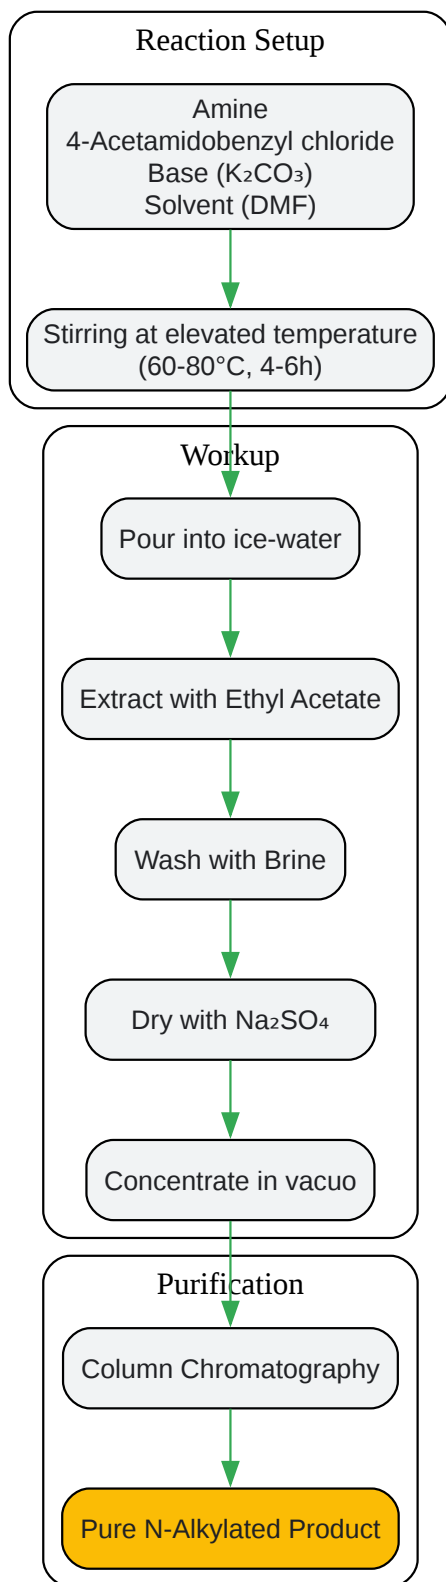 Reaction Setup
Amine
4-Acetamidobenzyl chloride
Base (K₂CO₃)
Solvent (DMF)
Stirring at elevated temperature
(60-80°C, 4-6h)
Workup
Pour into ice-water
Extract with Ethyl Acetate
Wash with Brine
Dry with Na₂SO₄
Concentrate in vacuo
Purification
Column Chromatography
Pure N-Alkylated Product